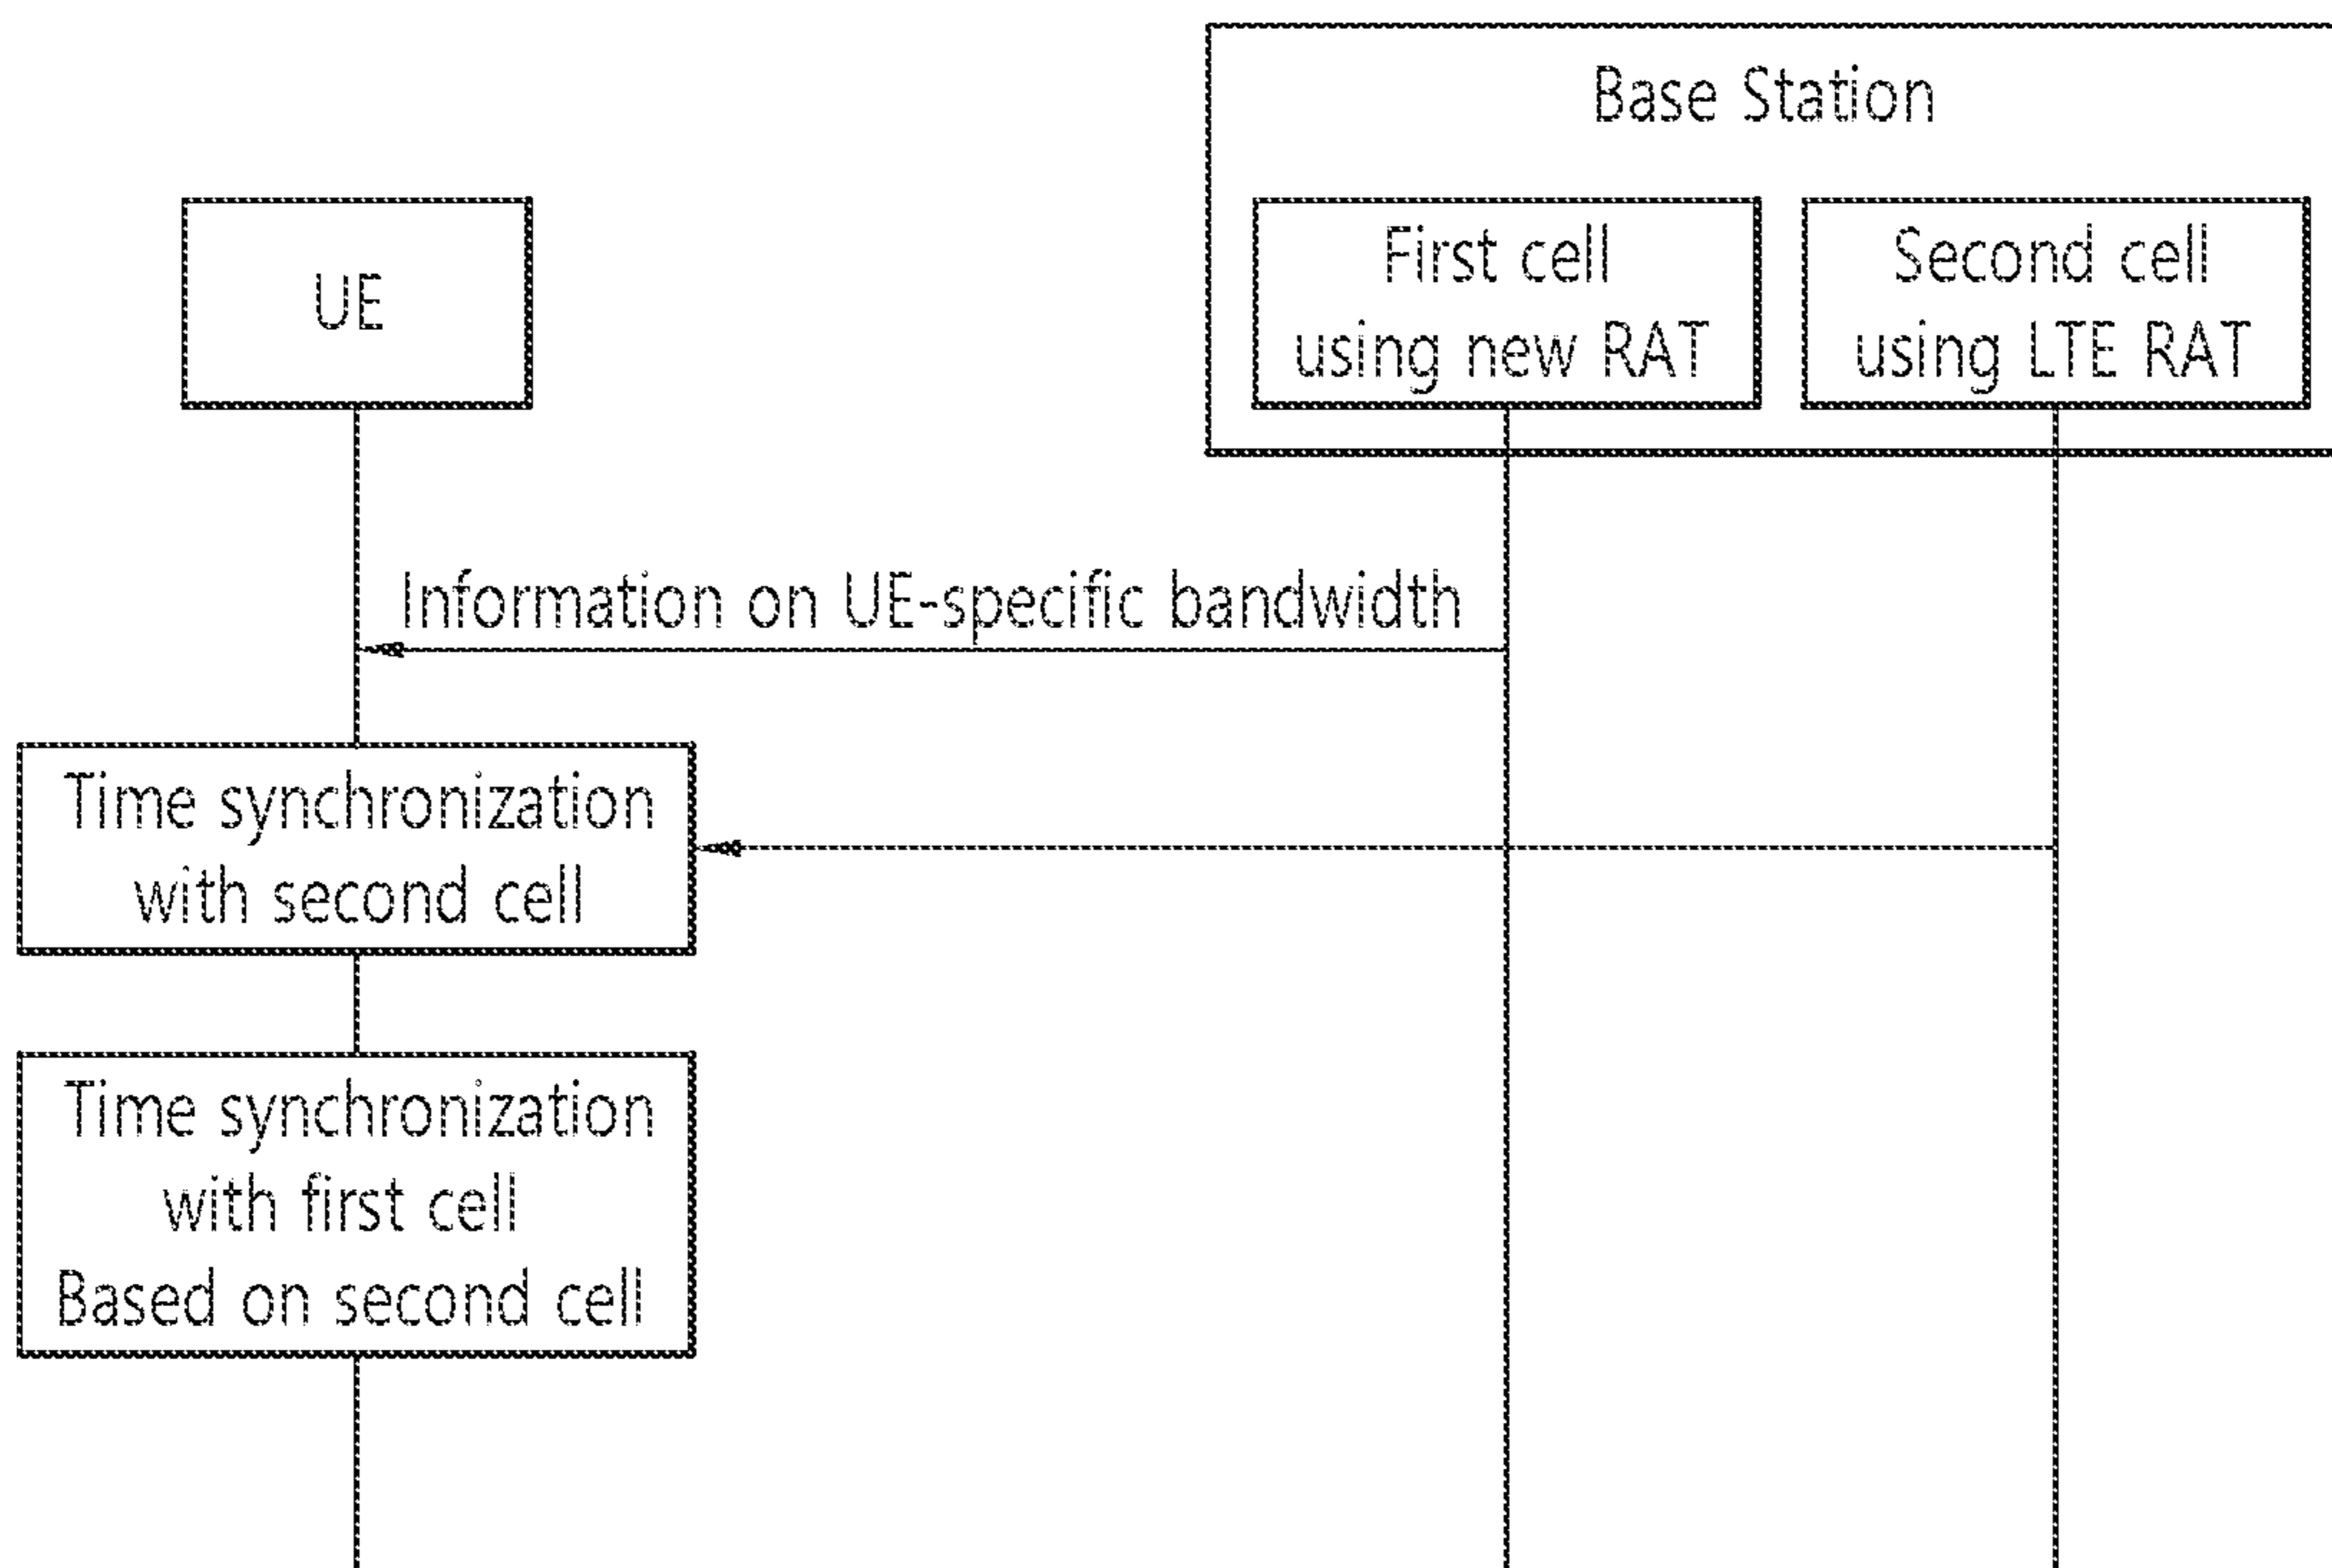 Base Station
UE
First cell
using new RAT
Second cell
using LTE RAT
Information on UE-specific bandwidth
Time synchronization
with second cell
Time synchronization
with first cell
Based on second cell